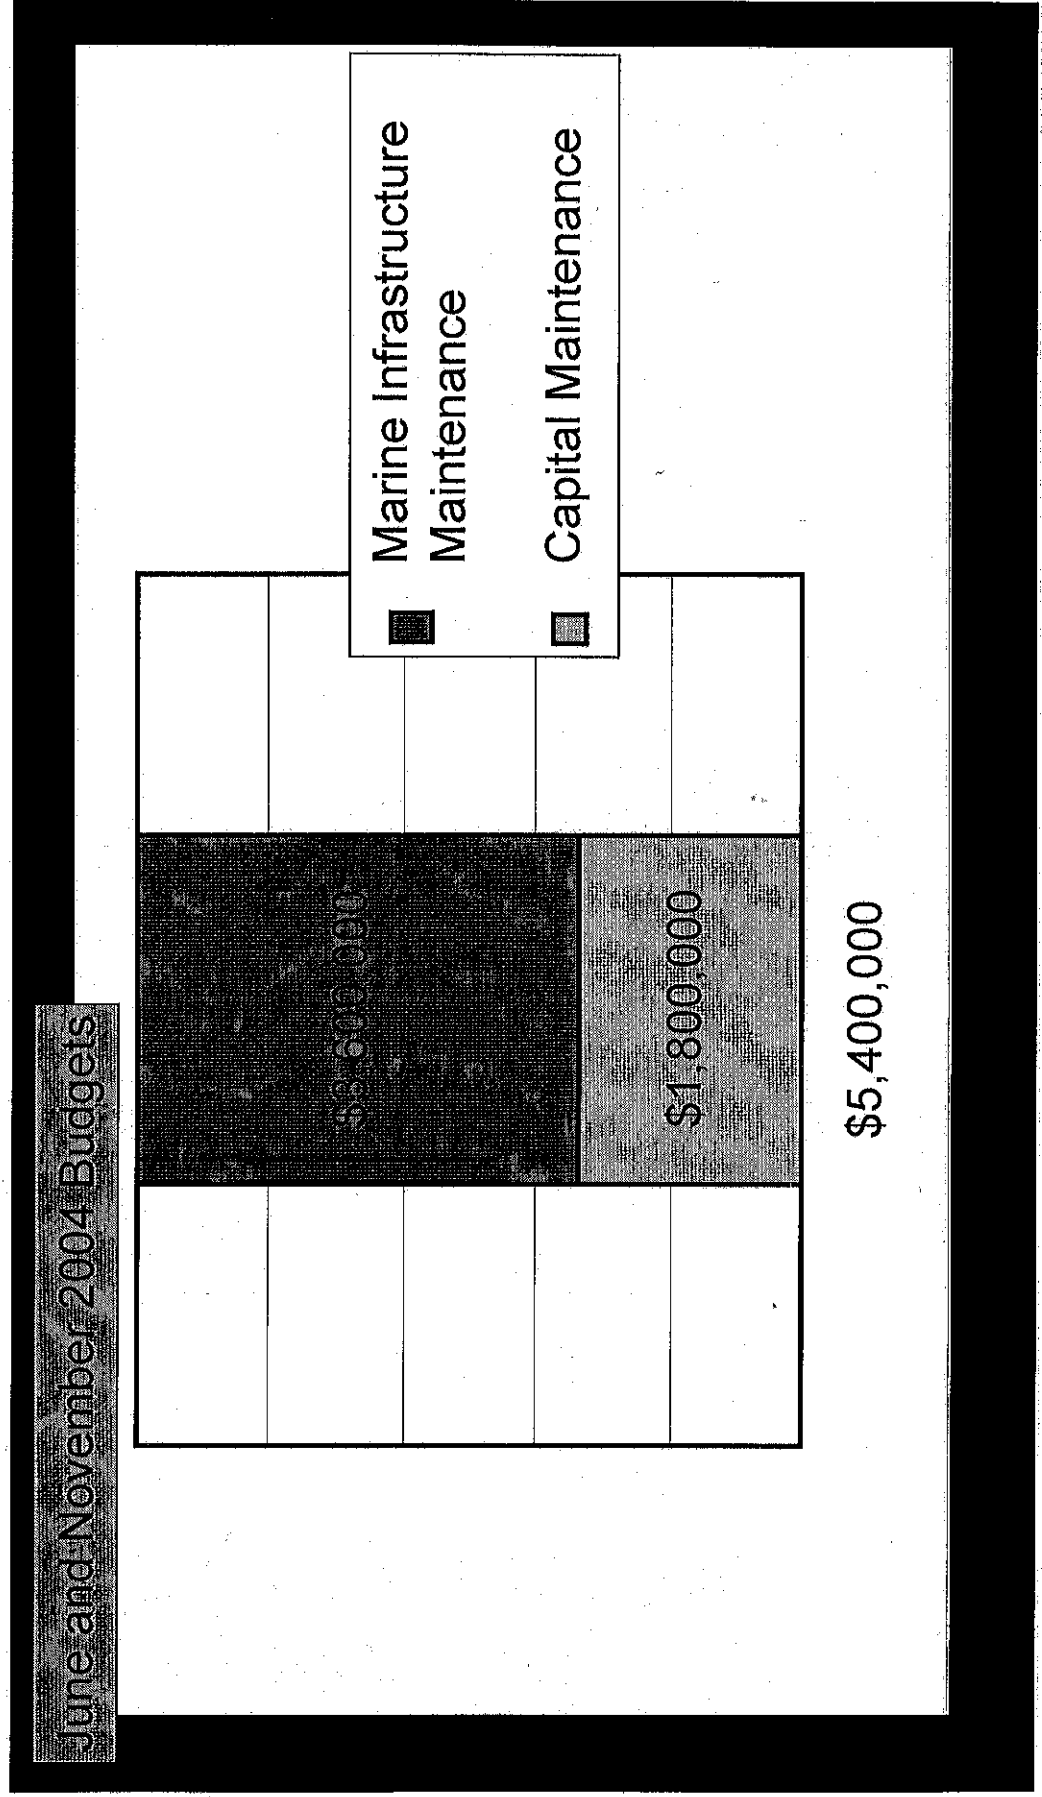 June and November 2004 Budgets
$3,600,000
$1,800,000
$5,400,000
Marine Infrastructure
Maintenance
Capital Maintenance